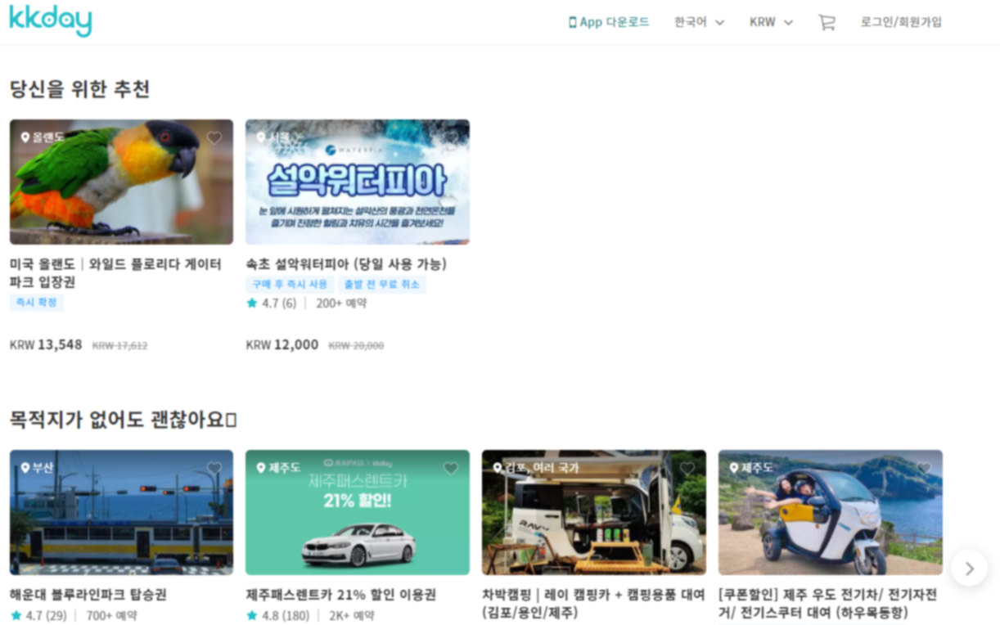 kkday
App 다운로드
한국어
KRW
로그인/회원가입
당신을 위한 추천
올랜도
서울
WATERPIA
설악워터피아
눈 앞에 시원하게 펼쳐지는 설악산의 풍광과 천연온천을
즐기며 진정한 힐링과 치유의 시간을 즐겨보세요!
미국 올랜도 | 와일드 플로리다 게이터
파크 입장권
즉시 확정
속초 설악워터피아 (당일 사용 가능)
구매 후 즉시 사용
출발 전 무료 취소
4.7 (6) | 200+ 예약
KRW 13,548 KRW 17,612
KRW 12,000 KRW 20,000
목적지가 없어도 괜찮아요
부산
제주도
JEJUPASS × kkday
제주패스렌트카
21% 할인!
김포, 여러 국가
RAY
제주도
해운대 블루라인파크 탑승권
4.7 (29) | 700+ 예약
제주패스렌트카 21% 할인 이용권
4.8 (180) | 2K+ 예약
차박캠핑 | 레이 캠핑카 + 캠핑용품 대여
(김포/용인/제주)
[쿠폰할인] 제주 우도 전기차/ 전기자전
거/ 전기스쿠터 대여 (하우목동항)